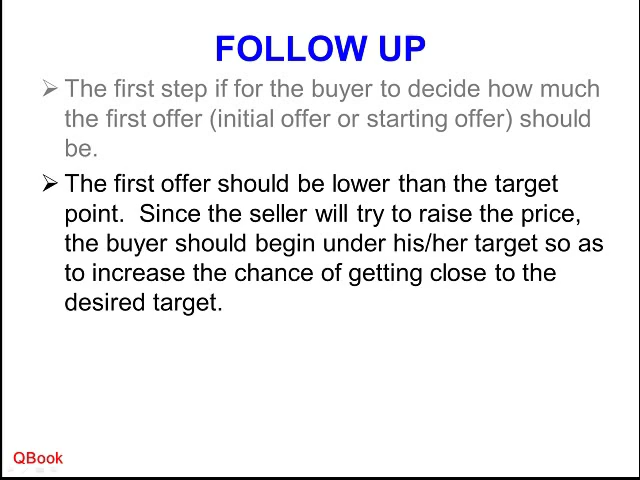 FOLLOW UP
➢ The first step if for the buyer to decide how much
the first offer (initial offer or starting offer) should
be.
➢ The first offer should be lower than the target
point.  Since the seller will try to raise the price,
the buyer should begin under his/her target so as
to increase the chance of getting close to the
desired target.
QBook